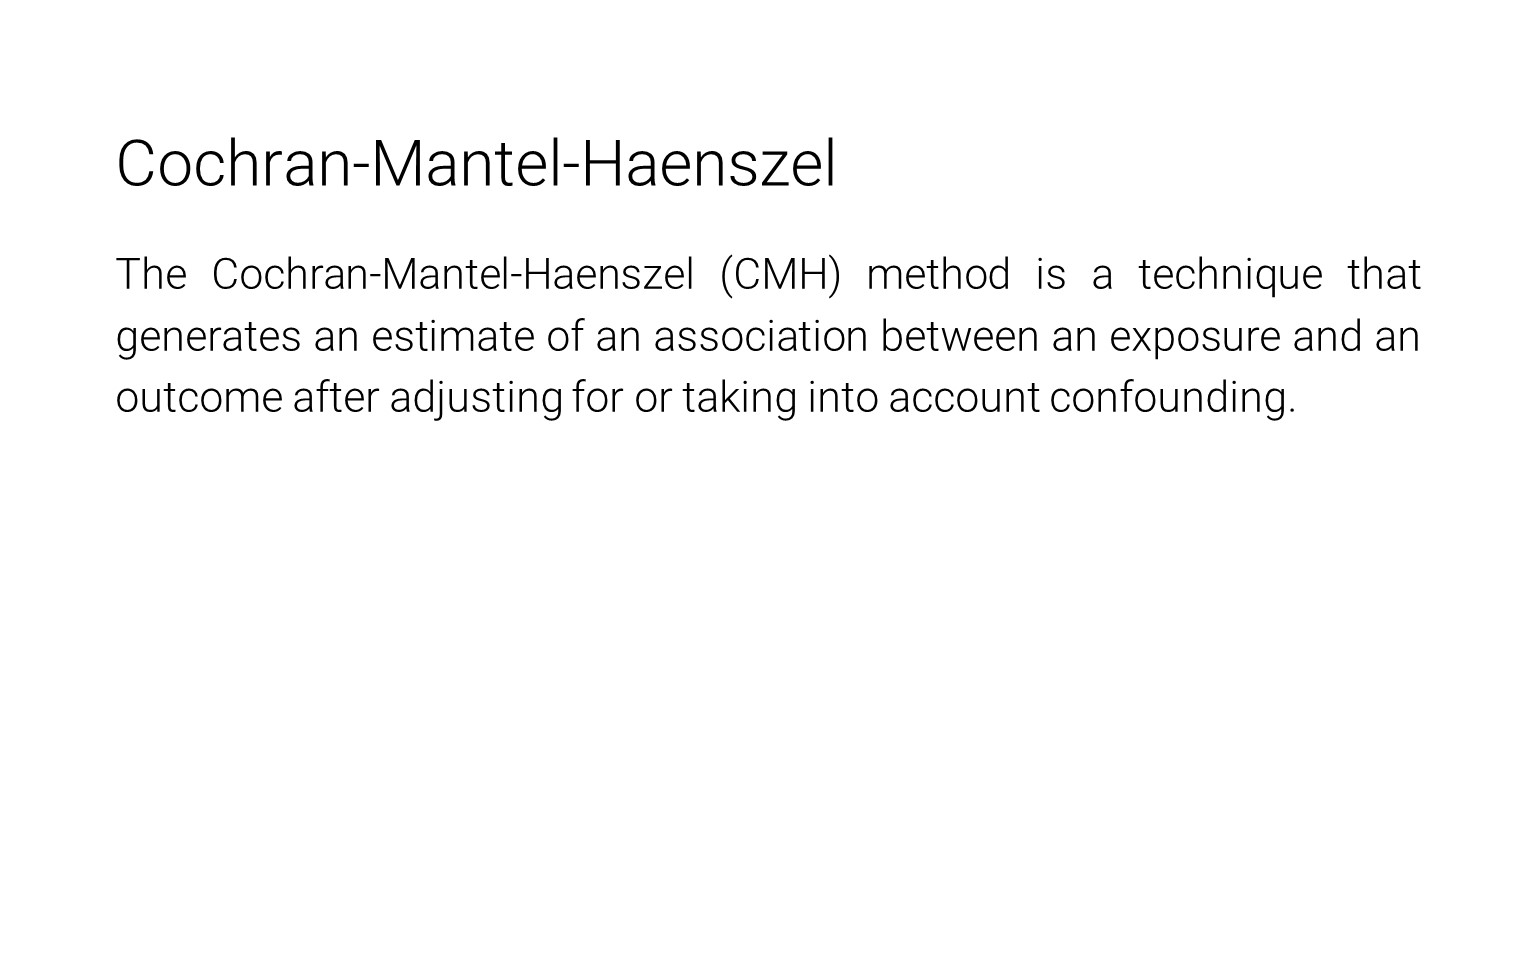 Cochran-Mantel-Haenszel
The Cochran-Mantel-Haenszel (CMH) method is a technique that
generates an estimate of an association between an exposure and an
outcome after adjusting for or taking into account confounding.